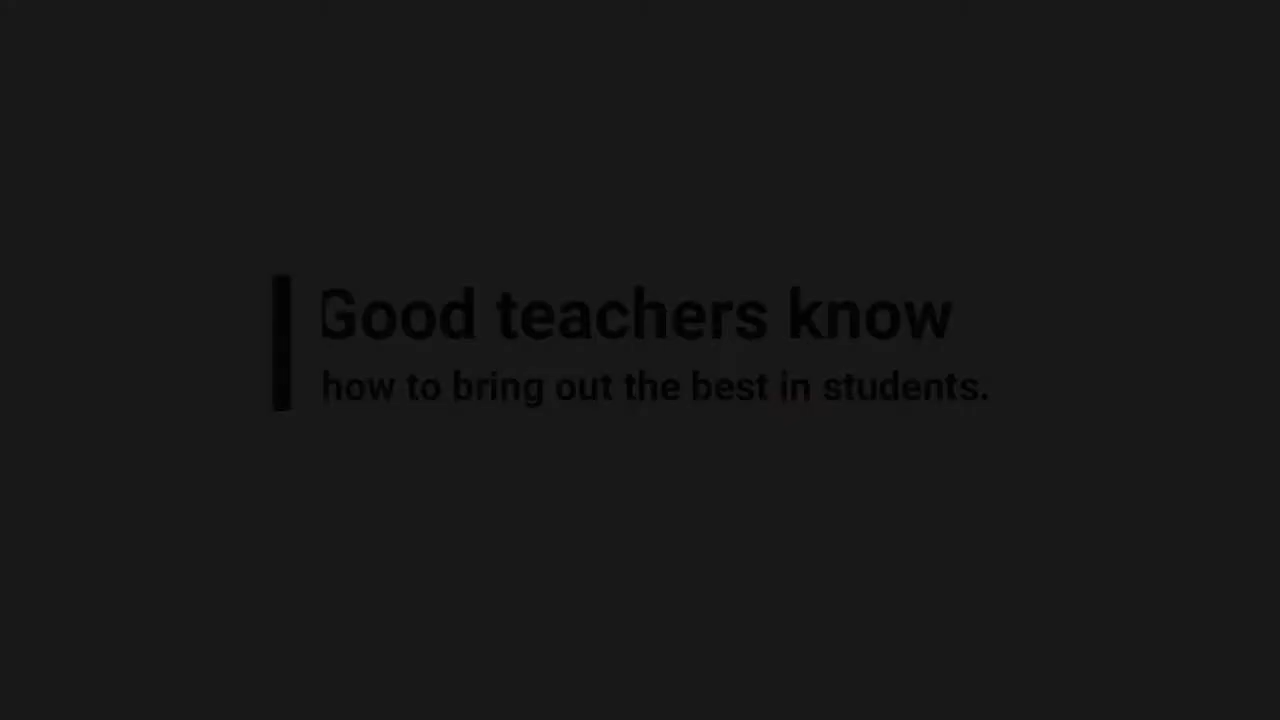 Good teachers know
how to bring out the best in students.